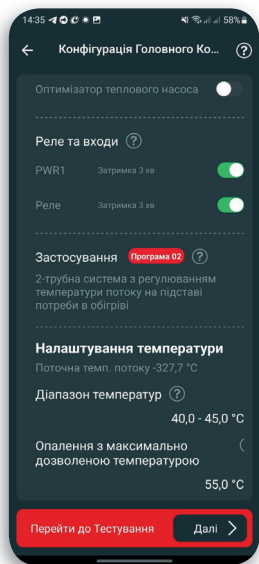 14:35 58%
Конфігурація Головного Ко...
Оптимізатор теплового насоса
Реле та входи
PWR1 Затримка 3 хв
Реле Затримка 3 хв
Застосування Програма 02
2-трубна система з регулюванням
температури потоку на підставі
потреби в обігріві
Налаштування температури
Поточна темп. потоку -327,7 °C
Діапазон температур
40,0 - 45,0 °C
Опалення з максимально
дозволеною температурою
55,0 °C
Перейти до Тестування Далі